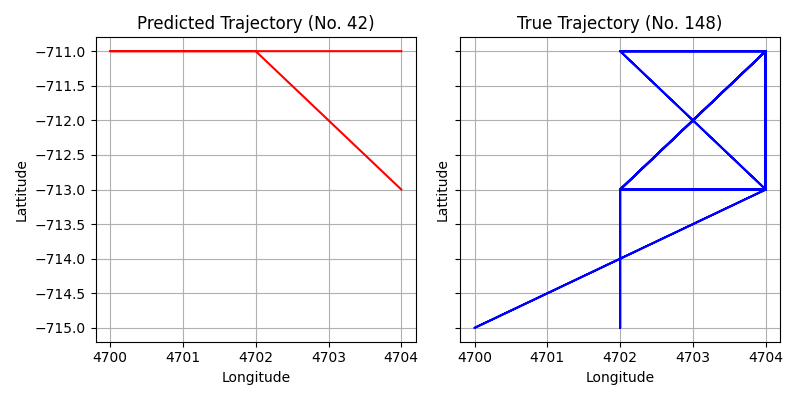 Predicted Trajectory (No. 42)
True Trajectory (No. 148)
−711.0
−711.5
−712.0
−712.5
−713.0
−713.5
−714.0
−714.5
−715.0
Lattitude
Lattitude
4700 4701 4702 4703 4704
4700 4701 4702 4703 4704
Longitude
Longitude